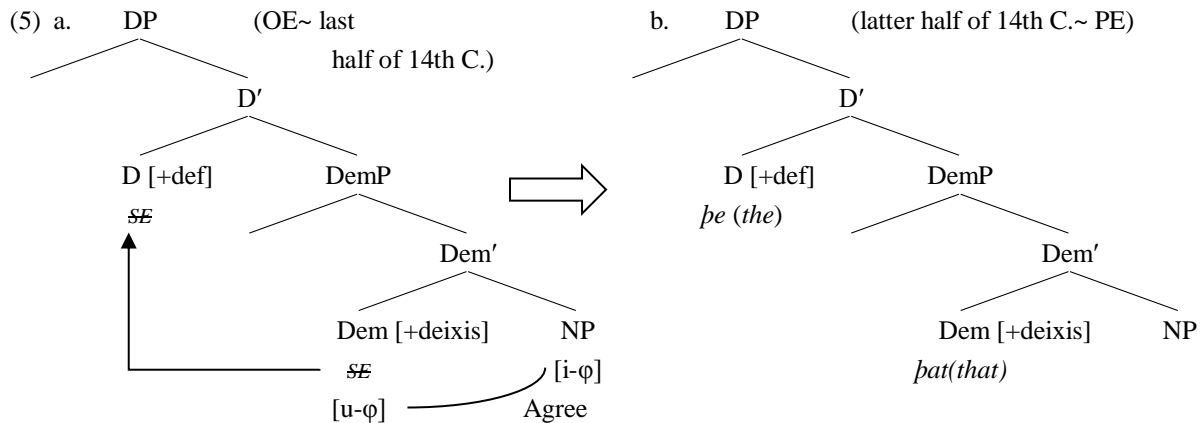 (5) a. DP (OE~ last b. DP (latter half of 14th C.~ PE)
half of 14th C.)
D′ D′
D [+def] DemP D [+def] DemP
SE þe (the)
Dem′ Dem′
Dem [+deixis] NP Dem [+deixis] NP
SE [i-φ] þat(that)
[u-φ] Agree